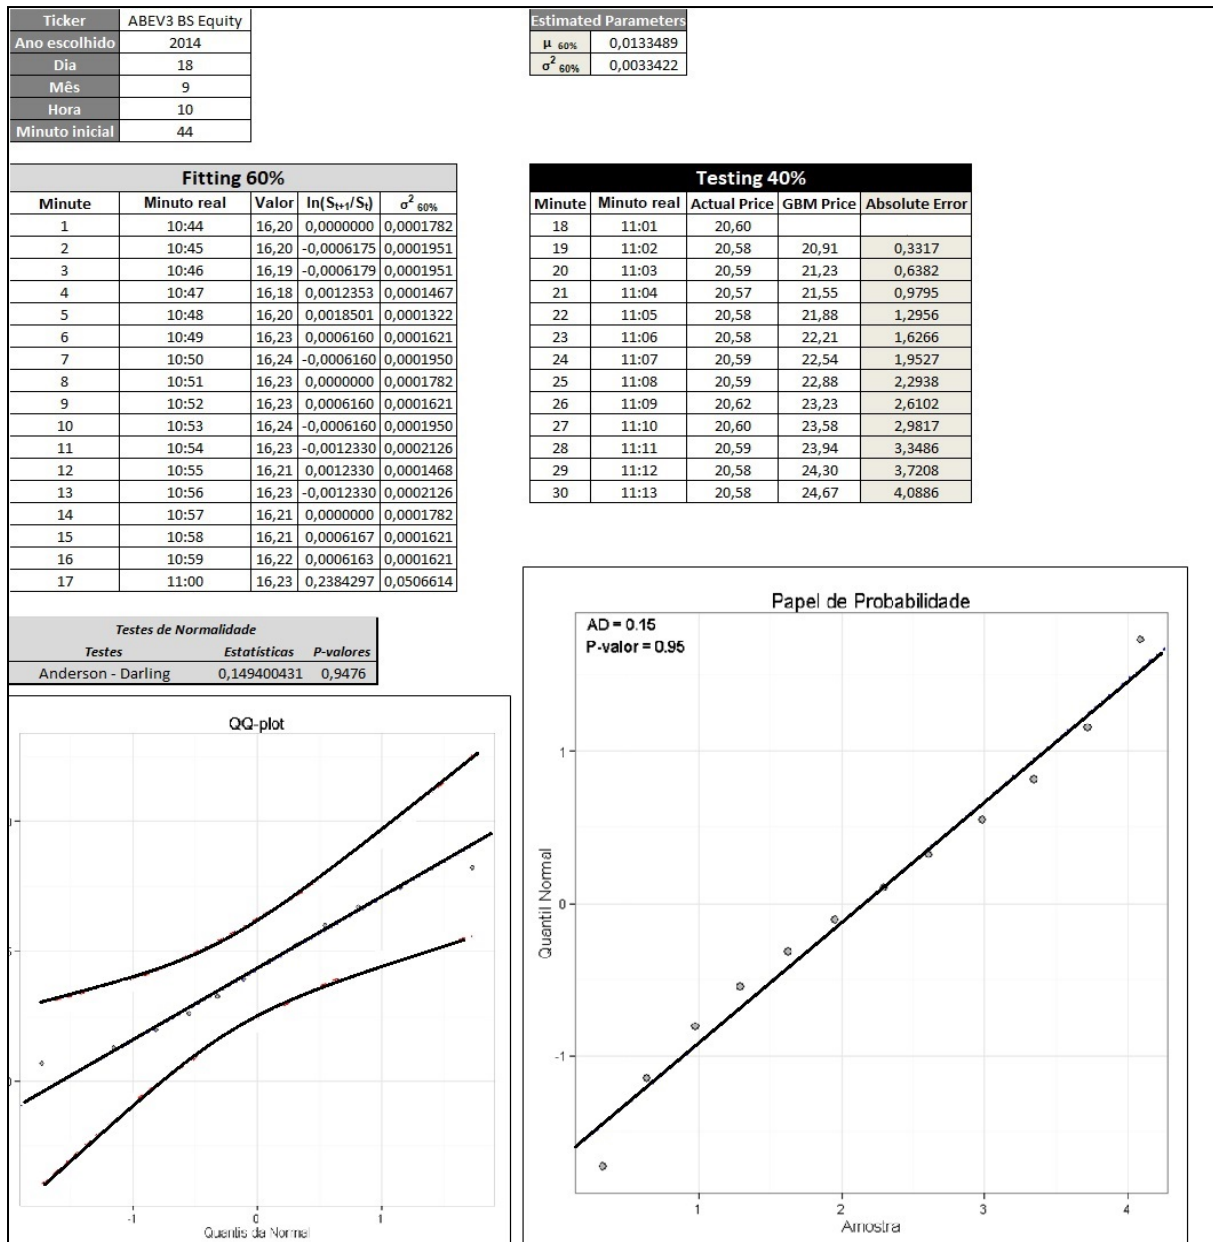 Ticker ABEV3 BS Equity
Ano escolhido 2014
Dia 18
Mês 9
Hora 10
Minuto inicial 44
Estimated Parameters
μ 60% 0,0133489
σ² 60% 0,0033422
Fitting 60%
Minute Minuto real Valor ln(St+1/St) σ² 60%
1 10:44 16,20 0,0000000 0,0001782
2 10:45 16,20 -0,0006175 0,0001951
3 10:46 16,19 -0,0006179 0,0001951
4 10:47 16,18 0,0012353 0,0001467
5 10:48 16,20 0,0018501 0,0001322
6 10:49 16,23 0,0006160 0,0001621
7 10:50 16,24 -0,0006160 0,0001950
8 10:51 16,23 0,0000000 0,0001782
9 10:52 16,23 0,0006160 0,0001621
10 10:53 16,24 -0,0006160 0,0001950
11 10:54 16,23 -0,0012330 0,0002126
12 10:55 16,21 0,0012330 0,0001468
13 10:56 16,23 -0,0012330 0,0002126
14 10:57 16,21 0,0000000 0,0001782
15 10:58 16,21 0,0006167 0,0001621
16 10:59 16,22 0,0006163 0,0001621
17 11:00 16,23 0,2384297 0,0506614
Testing 40%
Minute Minuto real Actual Price GBM Price Absolute Error
18 11:01 20,60
19 11:02 20,58 20,91 0,3317
20 11:03 20,59 21,23 0,6382
21 11:04 20,57 21,55 0,9795
22 11:05 20,58 21,88 1,2956
23 11:06 20,58 22,21 1,6266
24 11:07 20,59 22,54 1,9527
25 11:08 20,59 22,88 2,2938
26 11:09 20,62 23,23 2,6102
27 11:10 20,60 23,58 2,9817
28 11:11 20,59 23,94 3,3486
29 11:12 20,58 24,30 3,7208
30 11:13 20,58 24,67 4,0886
Testes de Normalidade
Testes Estatísticas P-valores
Anderson - Darling 0,149400431 0,9476
QQ-plot
-1 0 1
Quantis da Normal
Papel de Probabilidade
AD = 0.15
P-valor = 0.95
Quantil Normal
1
0
-1
1 2 3 4
Amostra